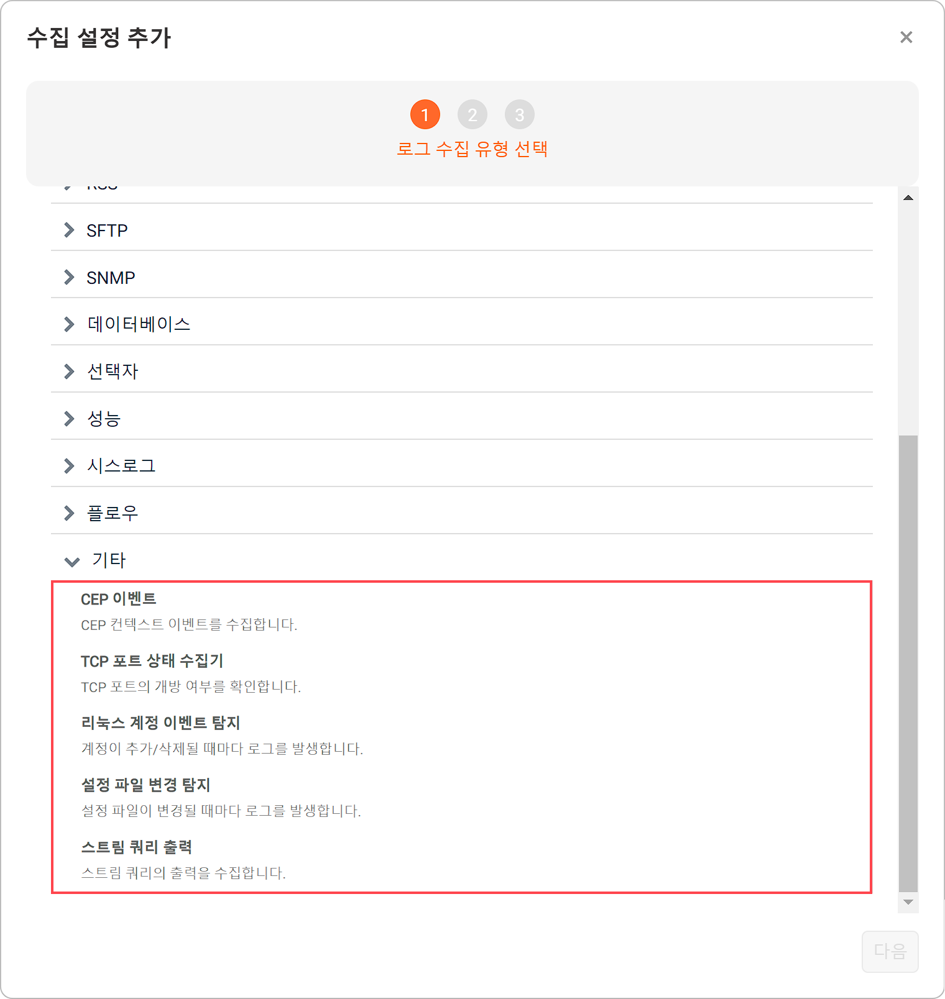 수집 설정 추가
1 2 3
로그 수집 유형 선택
SFTP
SNMP
데이터베이스
선택자
성능
시스로그
플로우
기타
CEP 이벤트
CEP 컨텍스트 이벤트를 수집합니다.
TCP 포트 상태 수집기
TCP 포트의 개방 여부를 확인합니다.
리눅스 계정 이벤트 탐지
계정이 추가/삭제될 때마다 로그를 발생합니다.
설정 파일 변경 탐지
설정 파일이 변경될 때마다 로그를 발생합니다.
스트림 쿼리 출력
스트림 쿼리의 출력을 수집합니다.
다음